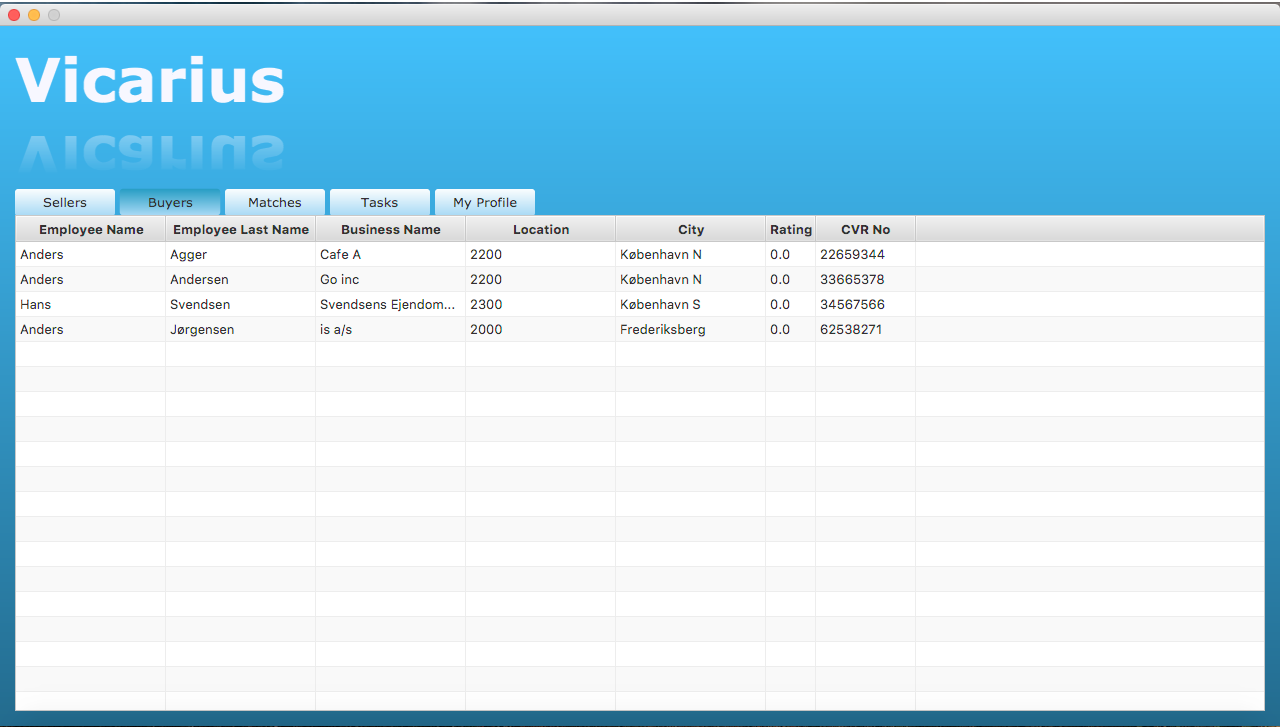 Vicarius
Sellers Buyers Matches Tasks My Profile
Employee Name Employee Last Name Business Name Location City Rating CVR No
Anders Agger Cafe A 2200 København N 0.0 22659344
Anders Andersen Go inc 2200 København N 0.0 33665378
Hans Svendsen Svendsens Ejendom... 2300 København S 0.0 34567566
Anders Jørgensen is a/s 2000 Frederiksberg 0.0 62538271